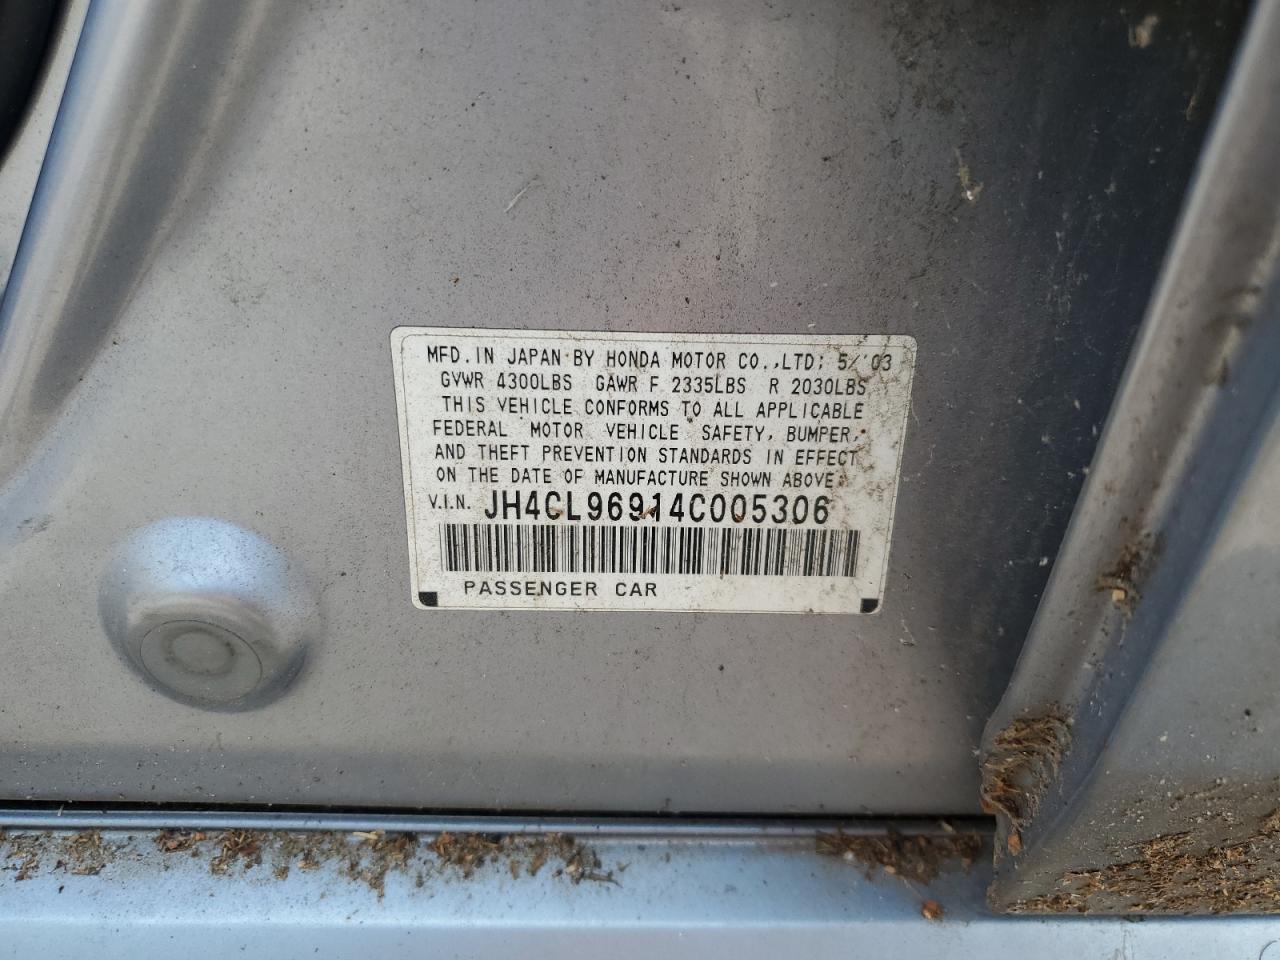 MFD. IN JAPAN BY HONDA MOTOR CO., LTD; 5/'03
GVWR 4300LBS GAWR F 2335LBS R 2030LBS
THIS VEHICLE CONFORMS TO ALL APPLICABLE
FEDERAL MOTOR VEHICLE SAFETY, BUMPER,
AND THEFT PREVENTION STANDARDS IN EFFECT
ON THE DATE OF MANUFACTURE SHOWN ABOVE.
V.I.N. JH4CL96914C005306
PASSENGER CAR